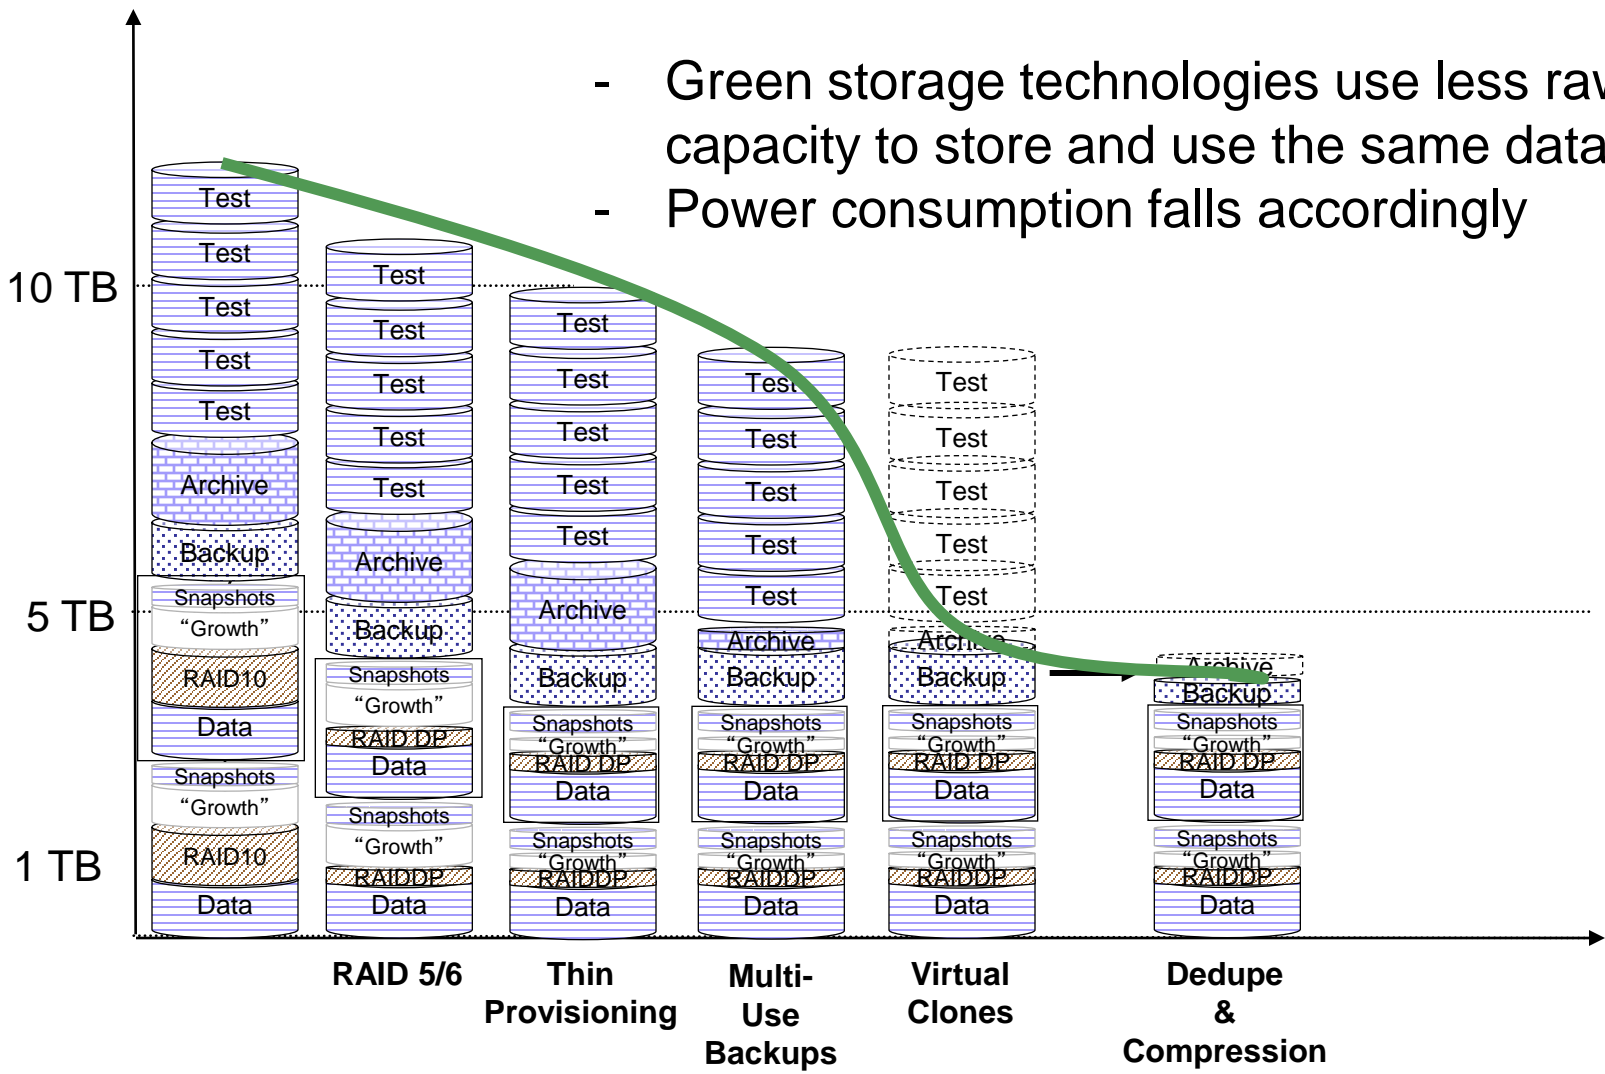 - Green storage technologies use less raw
capacity to store and use the same data
- Power consumption falls accordingly
10 TB
5 TB
1 TB
Test
Test
Test
Test
Test
Archive
Backup
Snapshots
“Growth”
RAID10
Data
Snapshots
“Growth”
RAID10
Data
Test
Test
Test
Test
Test
Archive
Backup
Snapshots
“Growth”
RAID DP
Data
Snapshots
“Growth”
RAIDDP
Data
RAID 5/6
Test
Test
Test
Test
Test
Archive
Backup
Snapshots
“Growth”
RAID DP
Data
Snapshots
“Growth”
RAIDDP
Data
Thin
Provisioning
Test
Test
Test
Test
Test
Archive
Backup
Snapshots
“Growth”
RAID DP
Data
Snapshots
“Growth”
RAIDDP
Data
Multi-
Use
Backups
Test
Test
Test
Test
Test
Archive
Backup
Snapshots
“Growth”
RAID DP
Data
Snapshots
“Growth”
RAIDDP
Data
Virtual
Clones
Archive
Backup
Snapshots
“Growth”
RAID DP
Data
Snapshots
“Growth”
RAIDDP
Data
Dedupe
&
Compression